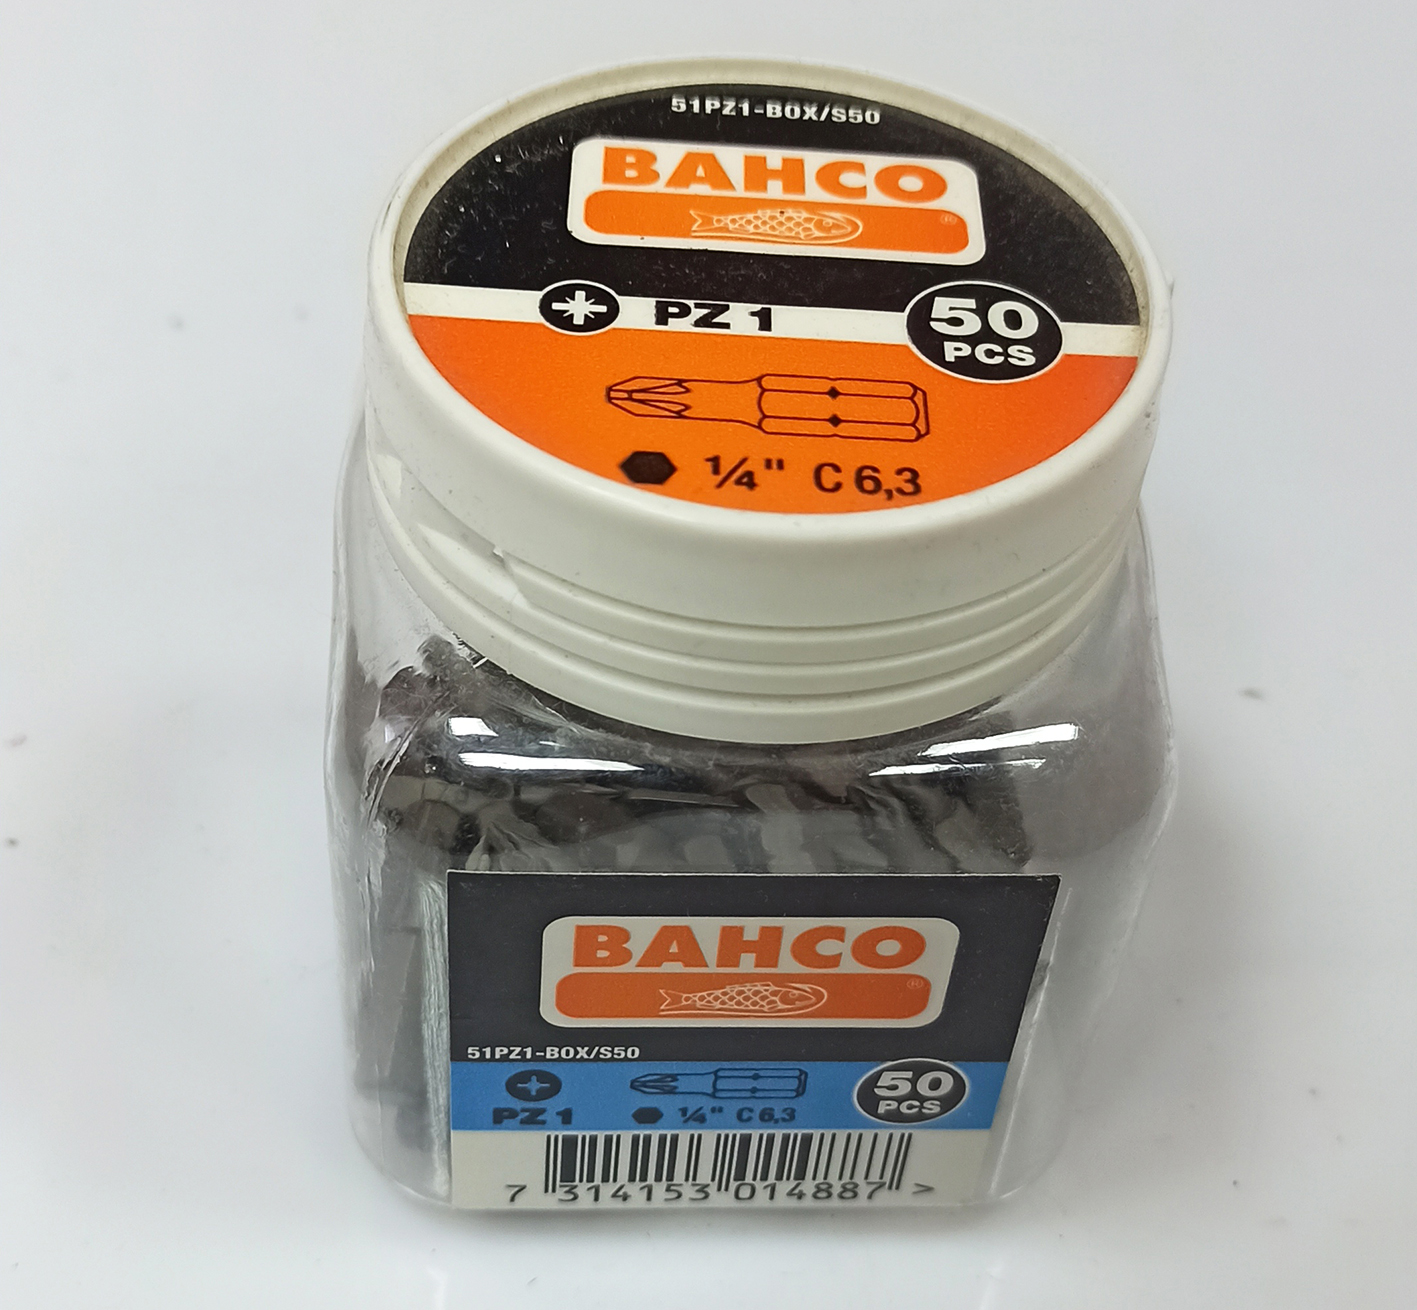 51PZ1-BOX/S50
BAHCO
®
PZ 1
50
PCS
1/4" C 6,3
BAHCO
®
51PZ1-BOX/S50
PZ 1
1/4" C 6,3
50
PCS
7 314153 014887 >